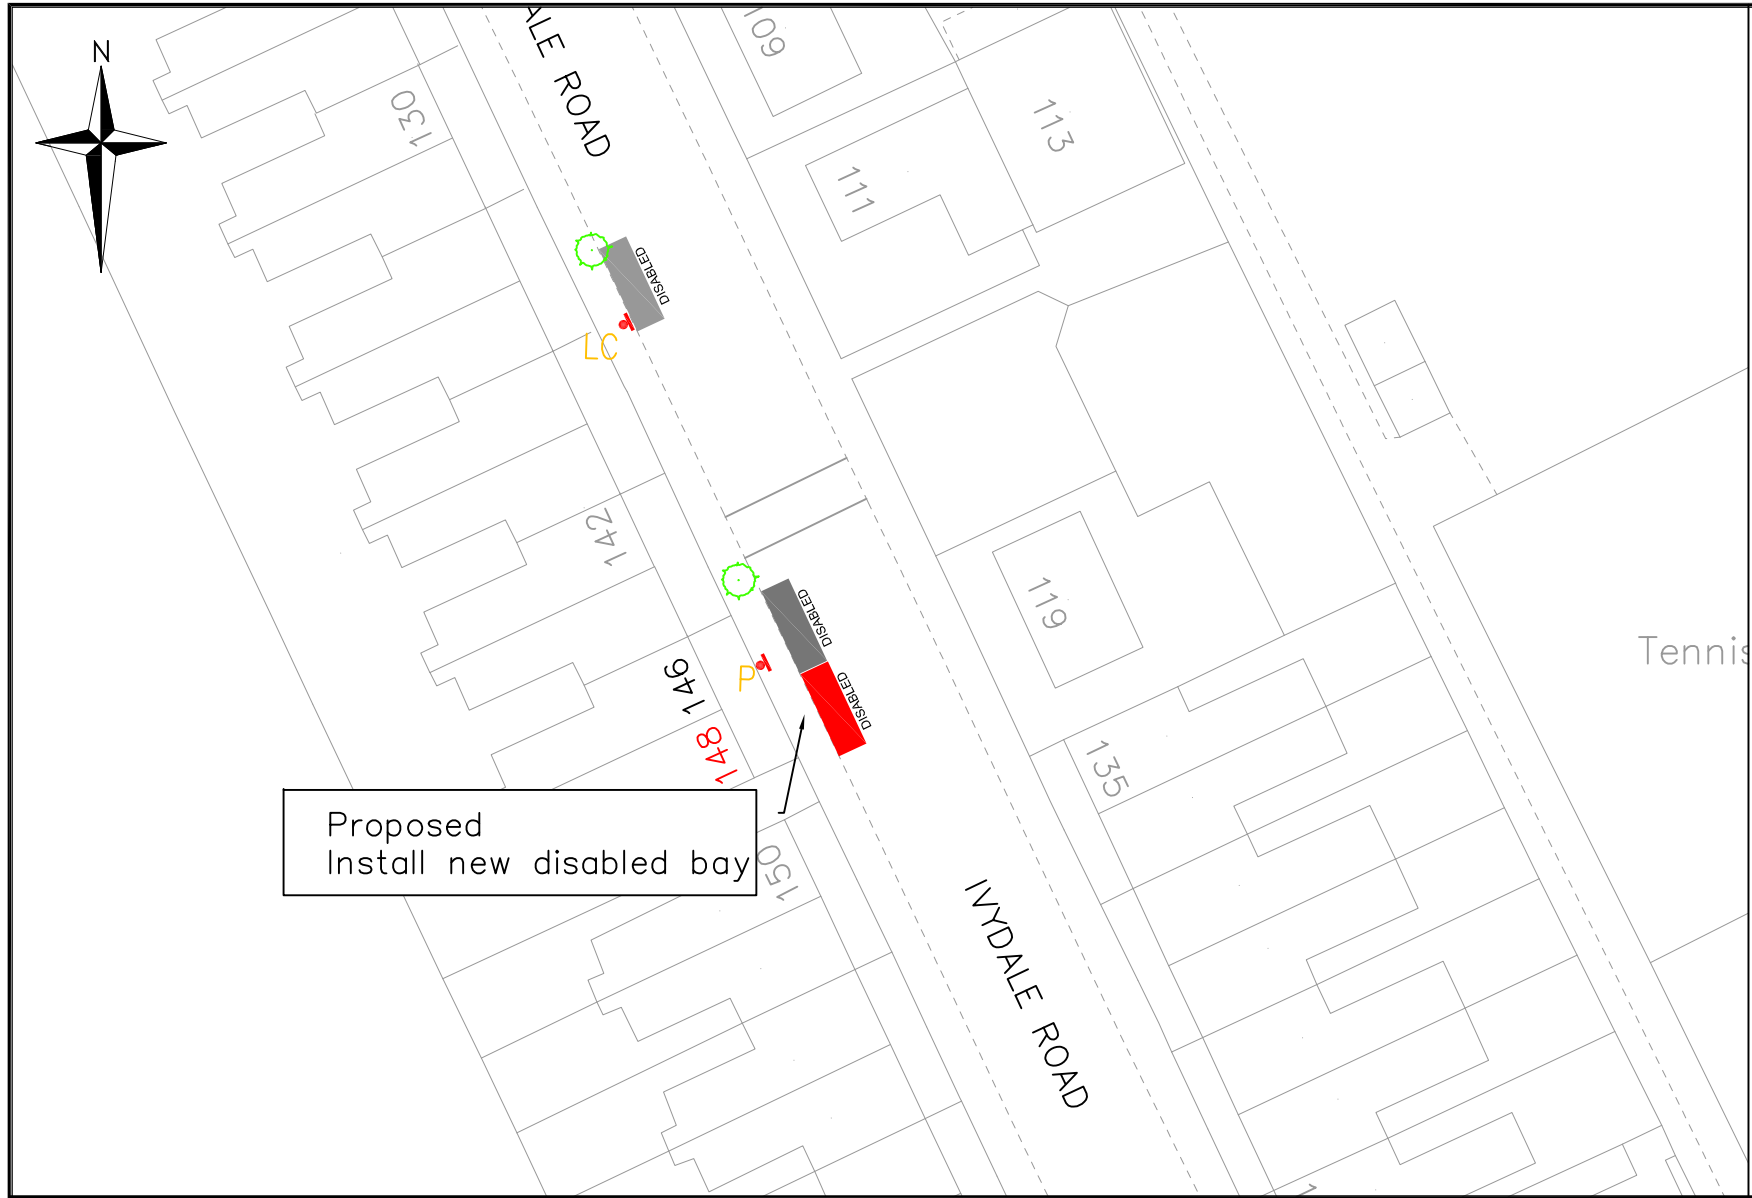 N
ALE ROAD
109
130
113
111
DISABLED
LC
142
119
DISABLED
146
P
DISABLED
148
Tennis
135
Proposed
Install new disabled bay
150
IVYDALE ROAD
1